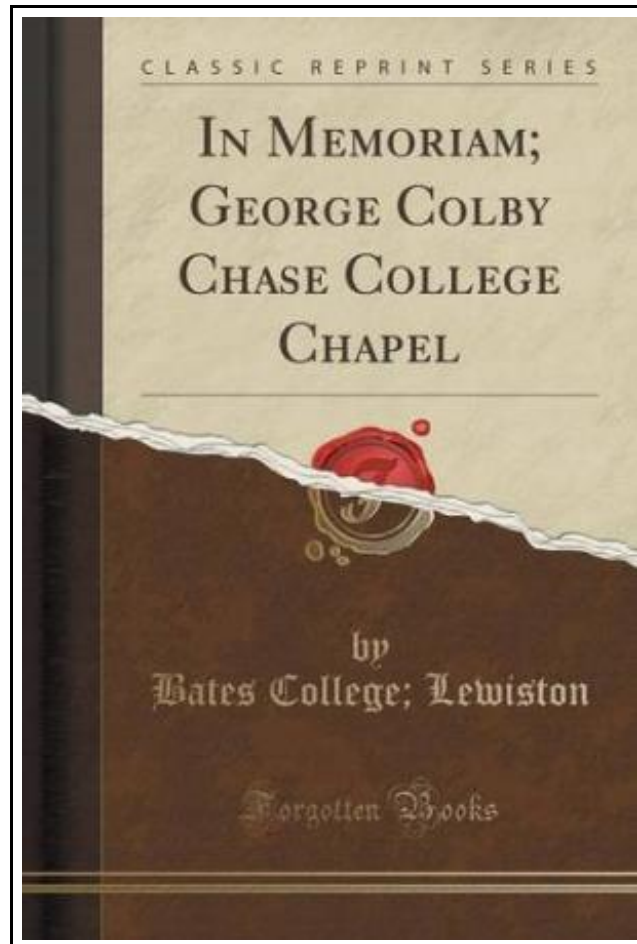 CLASSIC REPRINT SERIES
IN MEMORIAM;
GEORGE COLBY
CHASE COLLEGE
CHAPEL
by
Bates College; Lewiston
Forgotten Books